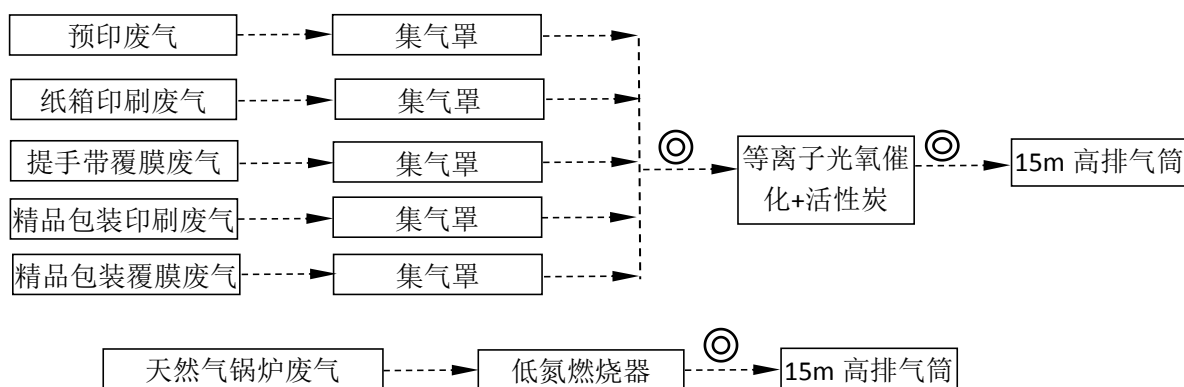 预印废气
集气罩
纸箱印刷废气
集气罩
提手带覆膜废气
集气罩
等离子光氧催
化+活性炭
15m 高排气筒
精品包装印刷废气
集气罩
精品包装覆膜废气
集气罩
天然气锅炉废气
低氮燃烧器
15m 高排气筒